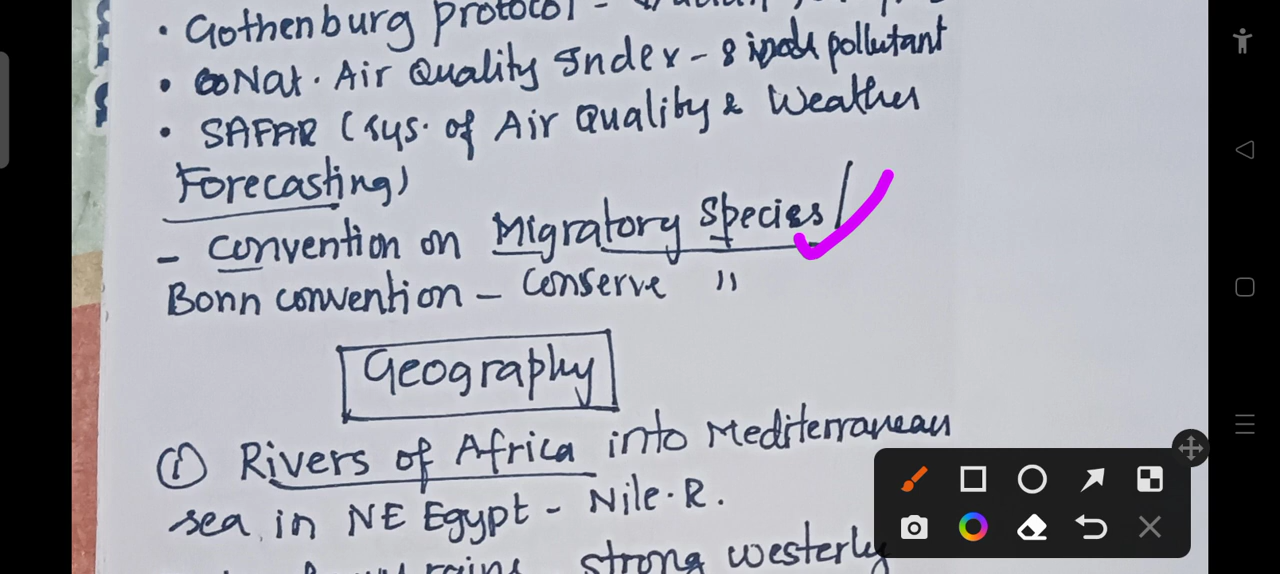 • Gothenburg Protocol -
• Nat. Air Quality Index - 8 pollutant
• SAFAR (sys. of Air Quality & Weather
Forecasting)
- Convention on Migratory Species /
Bonn convention - Conserve "
Geography
① Rivers of Africa into Mediterranean
sea in NE Egypt - Nile. R.
rains strong westerly